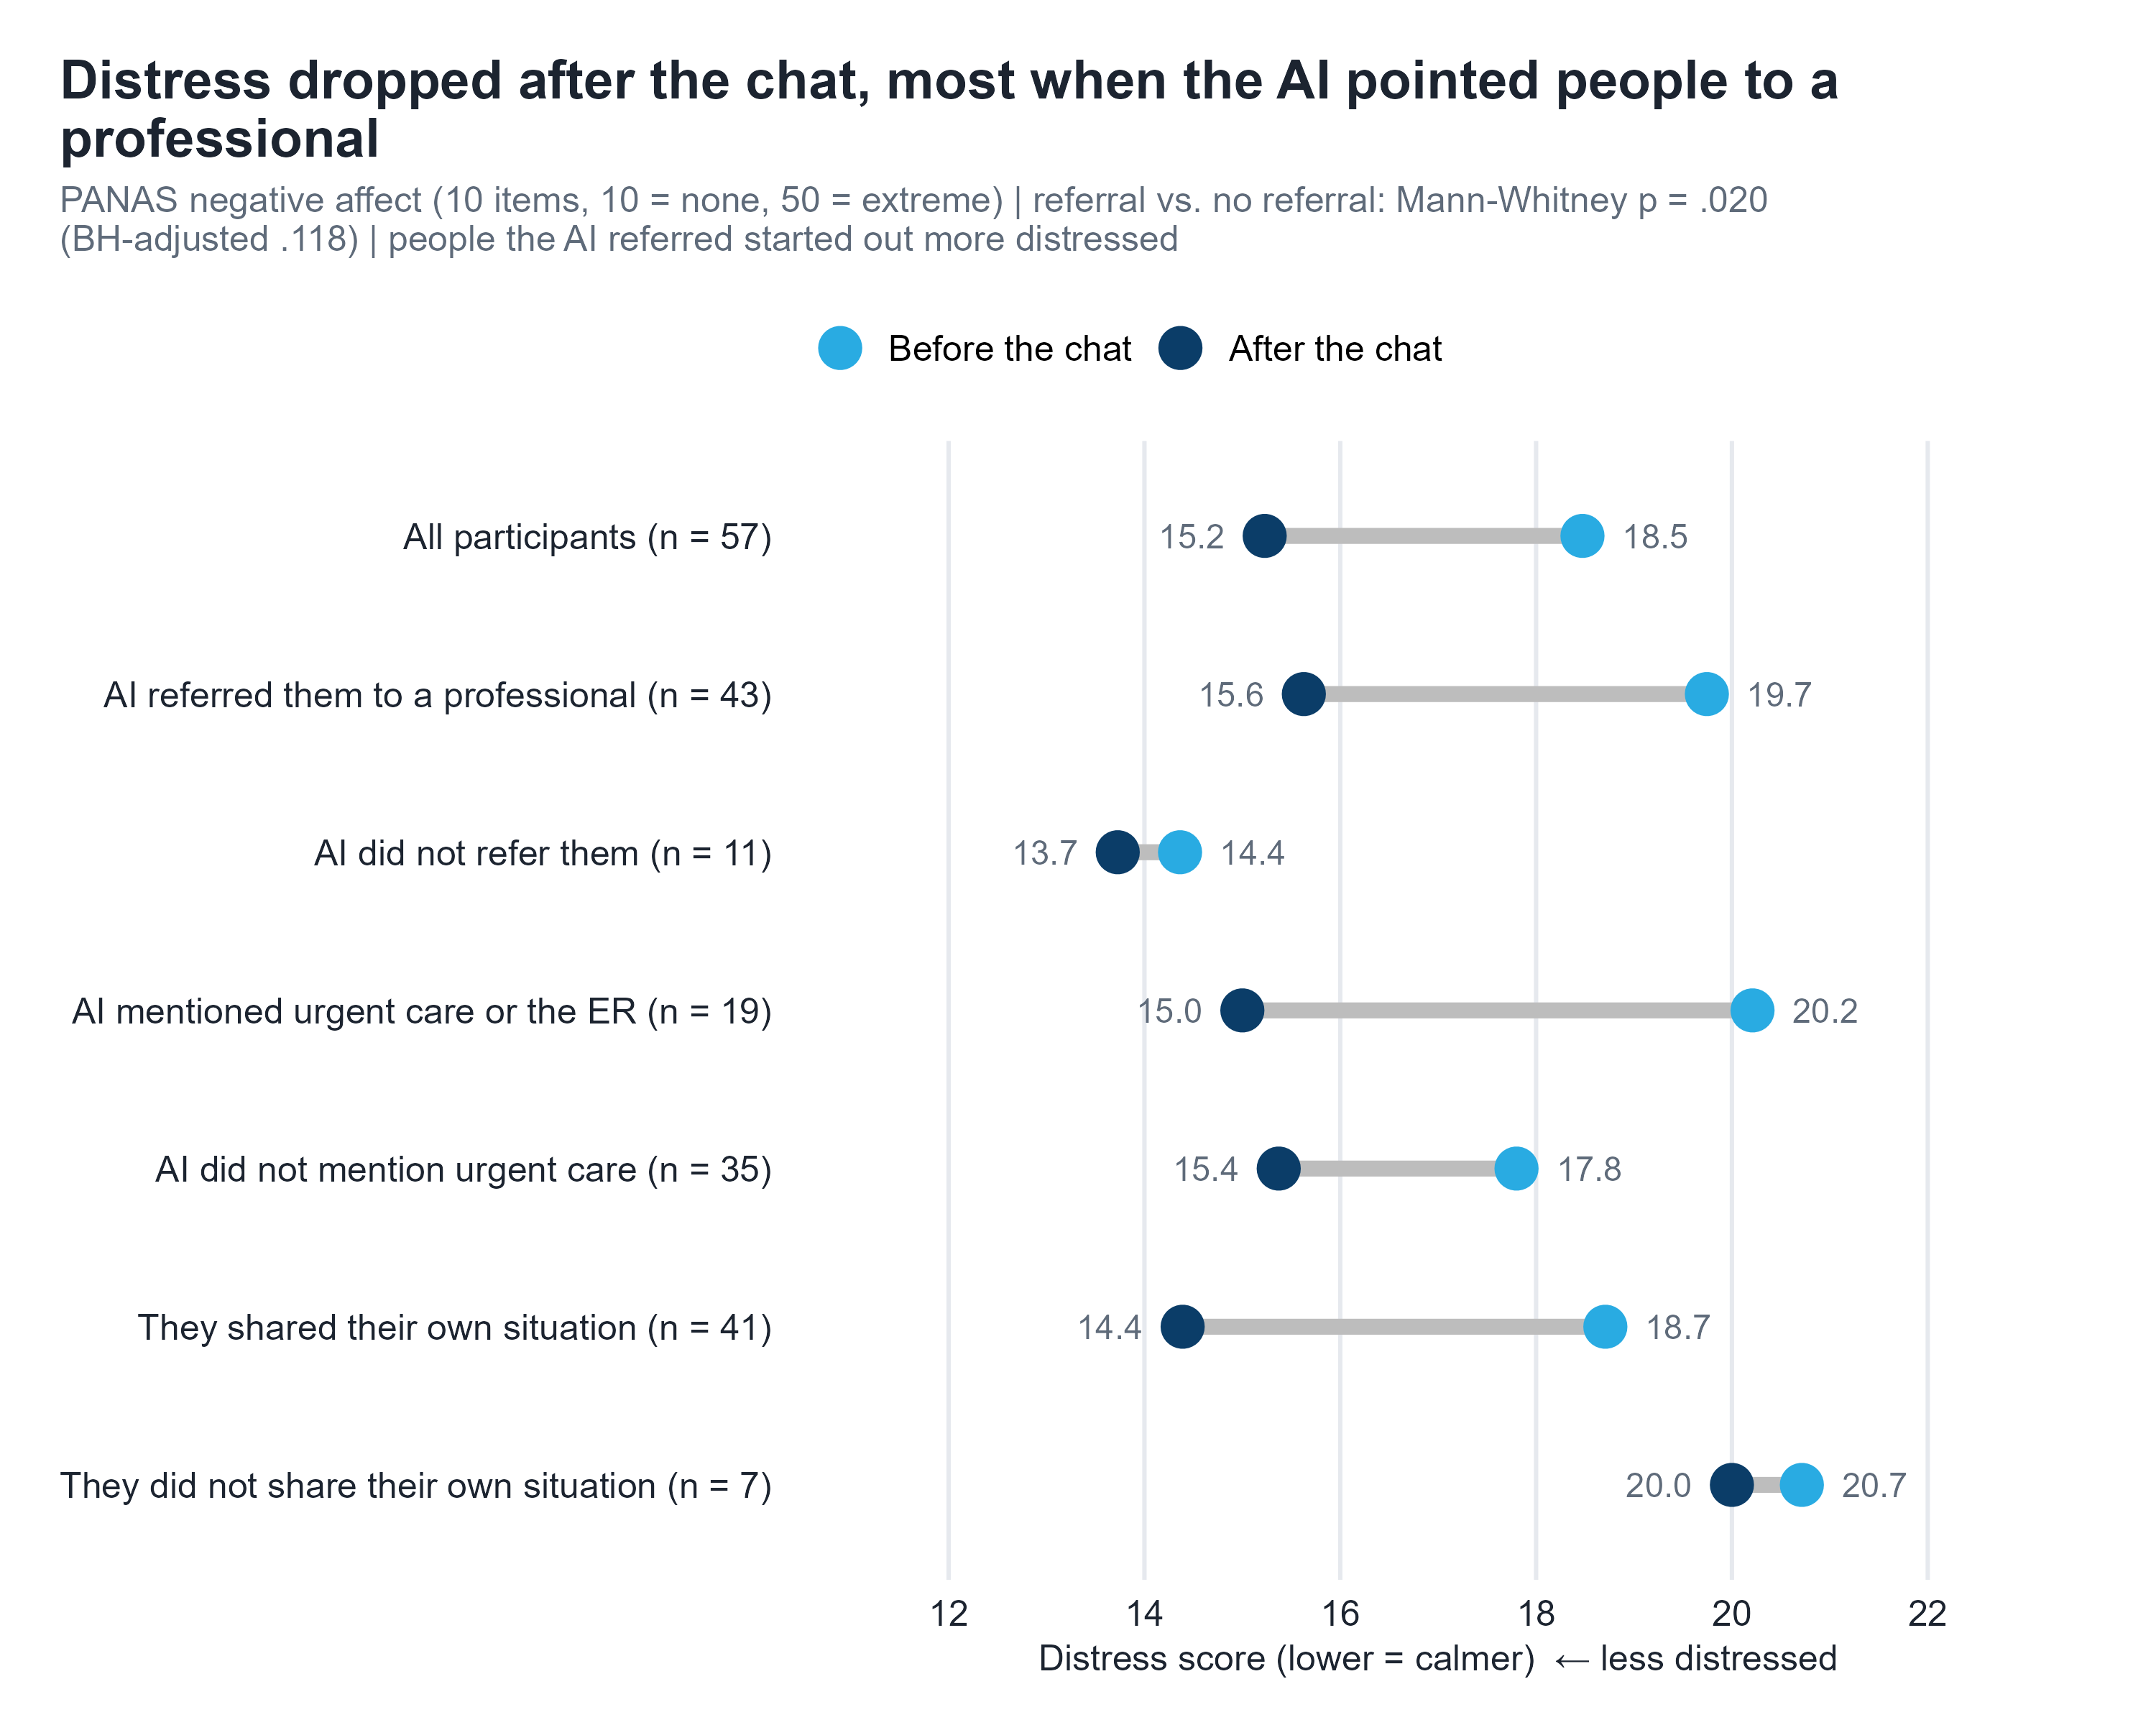 Distress dropped after the chat, most when the AI pointed people to a
professional
PANAS negative affect (10 items, 10 = none, 50 = extreme) | referral vs. no referral: Mann-Whitney p = .020
(BH-adjusted .118) | people the AI referred started out more distressed
Before the chat After the chat
All participants (n = 57) 15.2 18.5
AI referred them to a professional (n = 43) 15.6 19.7
AI did not refer them (n = 11) 13.7 14.4
AI mentioned urgent care or the ER (n = 19) 15.0 20.2
AI did not mention urgent care (n = 35) 15.4 17.8
They shared their own situation (n = 41) 14.4 18.7
They did not share their own situation (n = 7) 20.0 20.7
12 14 16 18 20 22
Distress score (lower = calmer) ← less distressed